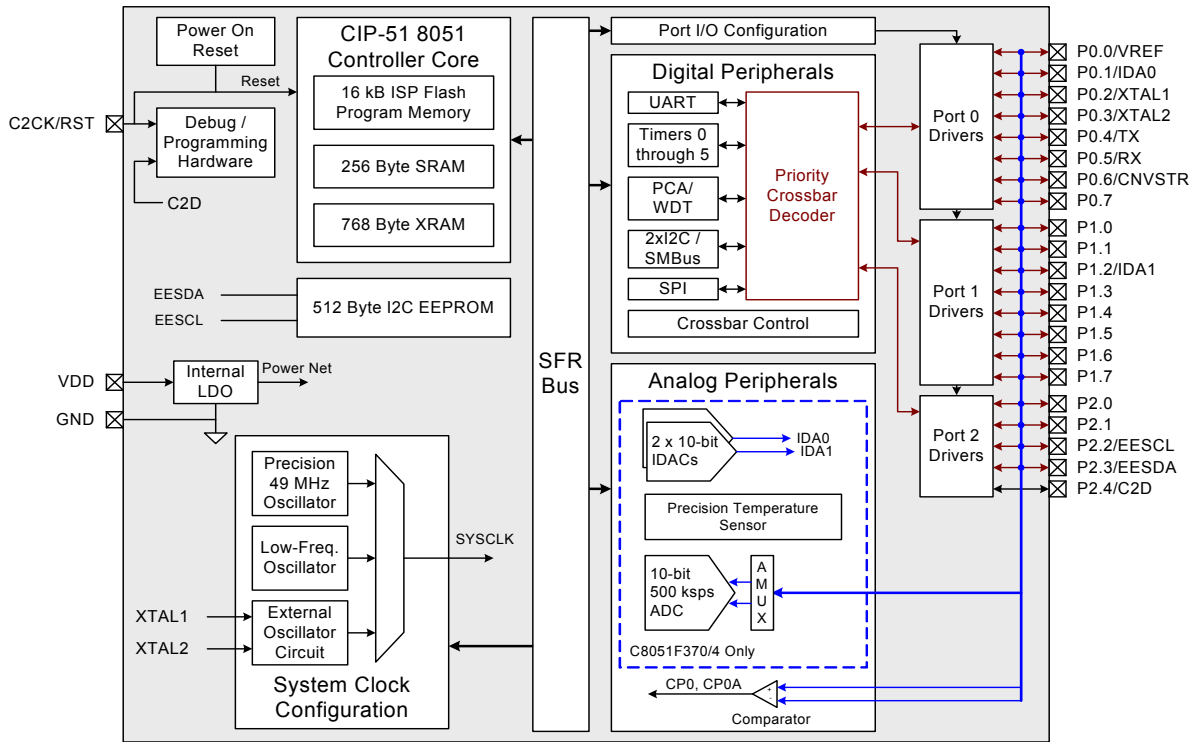 Power On
Reset
Reset
C2CK/RST
Debug /
Programming
Hardware
C2D
CIP-51 8051
Controller Core
16 kB ISP Flash
Program Memory
256 Byte SRAM
768 Byte XRAM
EESDA
EESCL
512 Byte I2C EEPROM
VDD
GND
Internal
LDO
Power Net
Precision
49 MHz
Oscillator
Low-Freq.
Oscillator
XTAL1
XTAL2
External
Oscillator
Circuit
SYSCLK
System Clock
Configuration
SFR
Bus
Port I/O Configuration
Digital Peripherals
UART
Timers 0
through 5
PCA/
WDT
2xI2C /
SMBus
SPI
Priority
Crossbar
Decoder
Crossbar Control
Analog Peripherals
2 x 10-bit
IDACs
IDA0
IDA1
Precision Temperature
Sensor
10-bit
500 ksps
ADC
A
M
U
X
C8051F370/4 Only
CP0, CP0A
+
-
Comparator
Port 0
Drivers
Port 1
Drivers
Port 2
Drivers
P0.0/VREF
P0.1/IDA0
P0.2/XTAL1
P0.3/XTAL2
P0.4/TX
P0.5/RX
P0.6/CNVSTR
P0.7
P1.0
P1.1
P1.2/IDA1
P1.3
P1.4
P1.5
P1.6
P1.7
P2.0
P2.1
P2.2/EESCL
P2.3/EESDA
P2.4/C2D